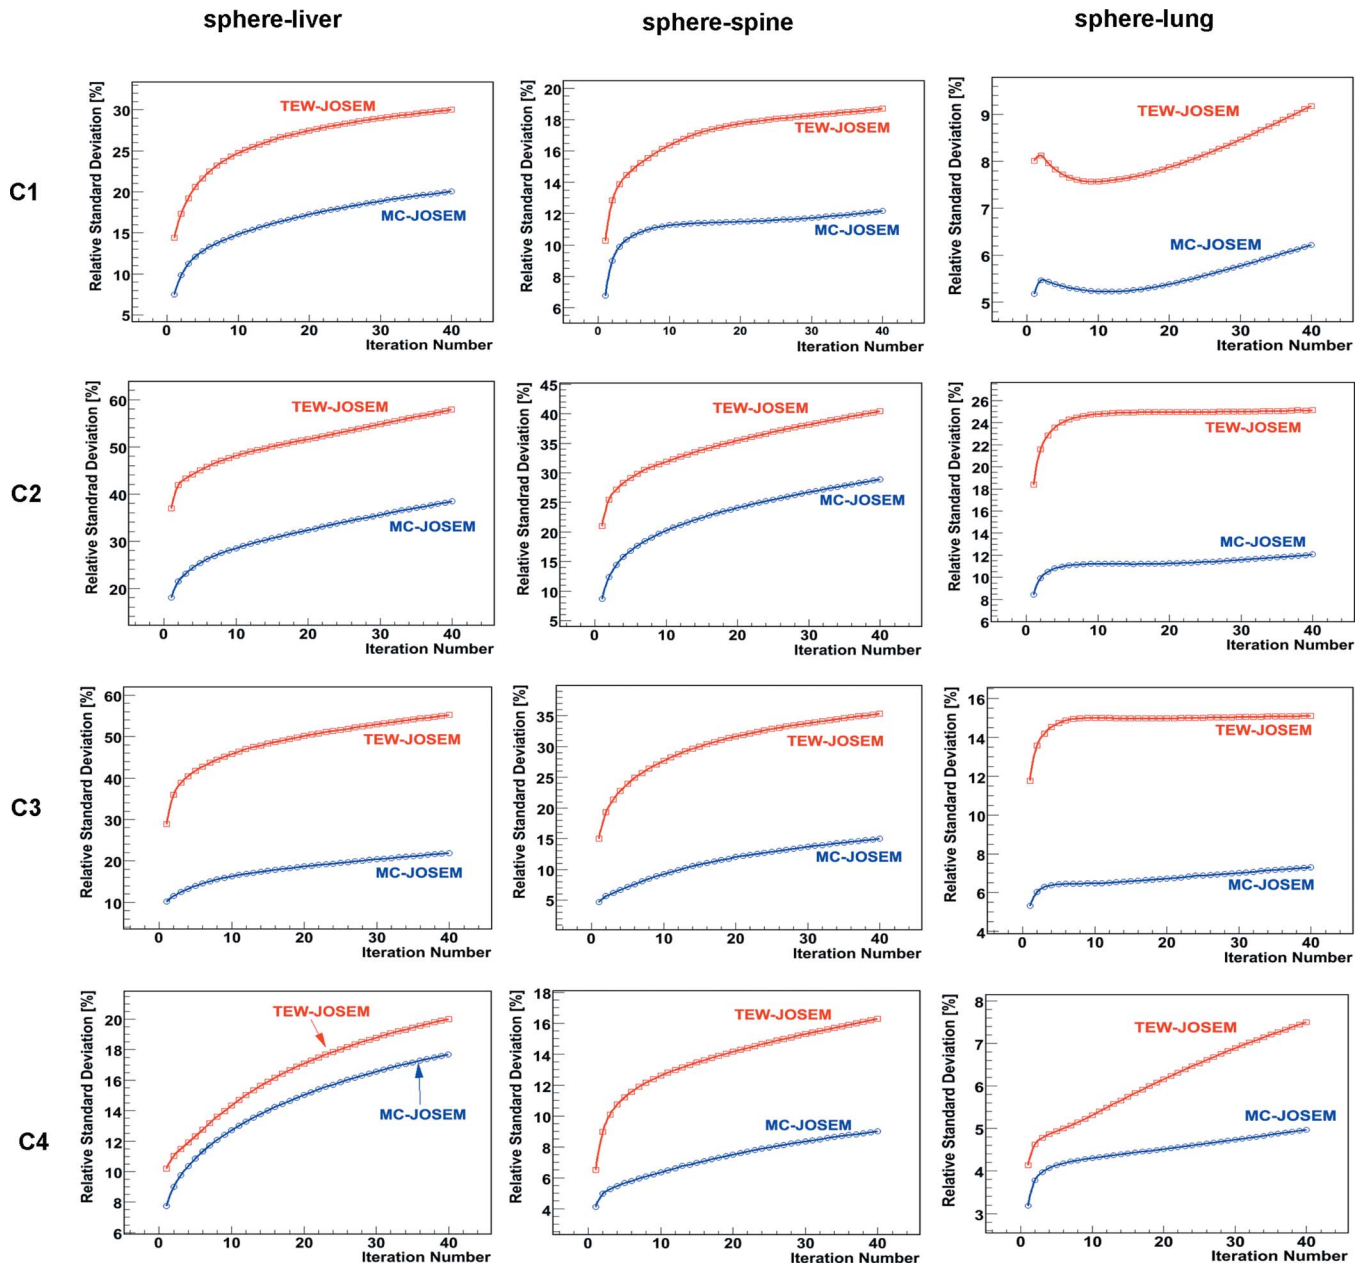 sphere-liver
sphere-spine
sphere-lung
C1
Relative Standard Deviation [%]
30
25
20
15
10
5
TEW-JOSEM
MC-JOSEM
0 10 20 30 40
Iteration Number
Relative Standard Deviation [%]
20
18
16
14
12
10
8
6
TEW-JOSEM
MC-JOSEM
0 10 20 30 40
Iteration Number
Relative Standard Deviation [%]
9
8
7
6
5
TEW-JOSEM
MC-JOSEM
0 10 20 30 40
Iteration Number
C2
Relative Standrad Deviation [%]
60
50
40
30
20
TEW-JOSEM
MC-JOSEM
0 10 20 30 40
Iteration Number
Relative Standrad Deviation [%]
45
40
35
30
25
20
15
10
5
TEW-JOSEM
MC-JOSEM
0 10 20 30 40
Iteration Number
Relative Standard Deviation [%]
26
24
22
20
18
16
14
12
10
8
6
TEW-JOSEM
MC-JOSEM
0 10 20 30 40
Iteration Number
C3
Relative Standard Deviation [%]
60
50
40
30
20
10
TEW-JOSEM
MC-JOSEM
0 10 20 30 40
Iteration Number
Relative Standard Deviation [%]
35
30
25
20
15
10
5
TEW-JOSEM
MC-JOSEM
0 10 20 30 40
Iteration Number
Relative Standard Deviation [%]
16
14
12
10
8
6
4
TEW-JOSEM
MC-JOSEM
0 10 20 30 40
Iteration Number
C4
Relative Standard Deviation [%]
20
18
16
14
12
10
8
6
TEW-JOSEM
MC-JOSEM
0 10 20 30 40
Iteration Number
Relative Standard Deviation [%]
18
16
14
12
10
8
6
4
TEW-JOSEM
MC-JOSEM
0 10 20 30 40
Iteration Number
Relative Standard Deviation [%]
8
7
6
5
4
3
TEW-JOSEM
MC-JOSEM
0 10 20 30 40
Iteration Number